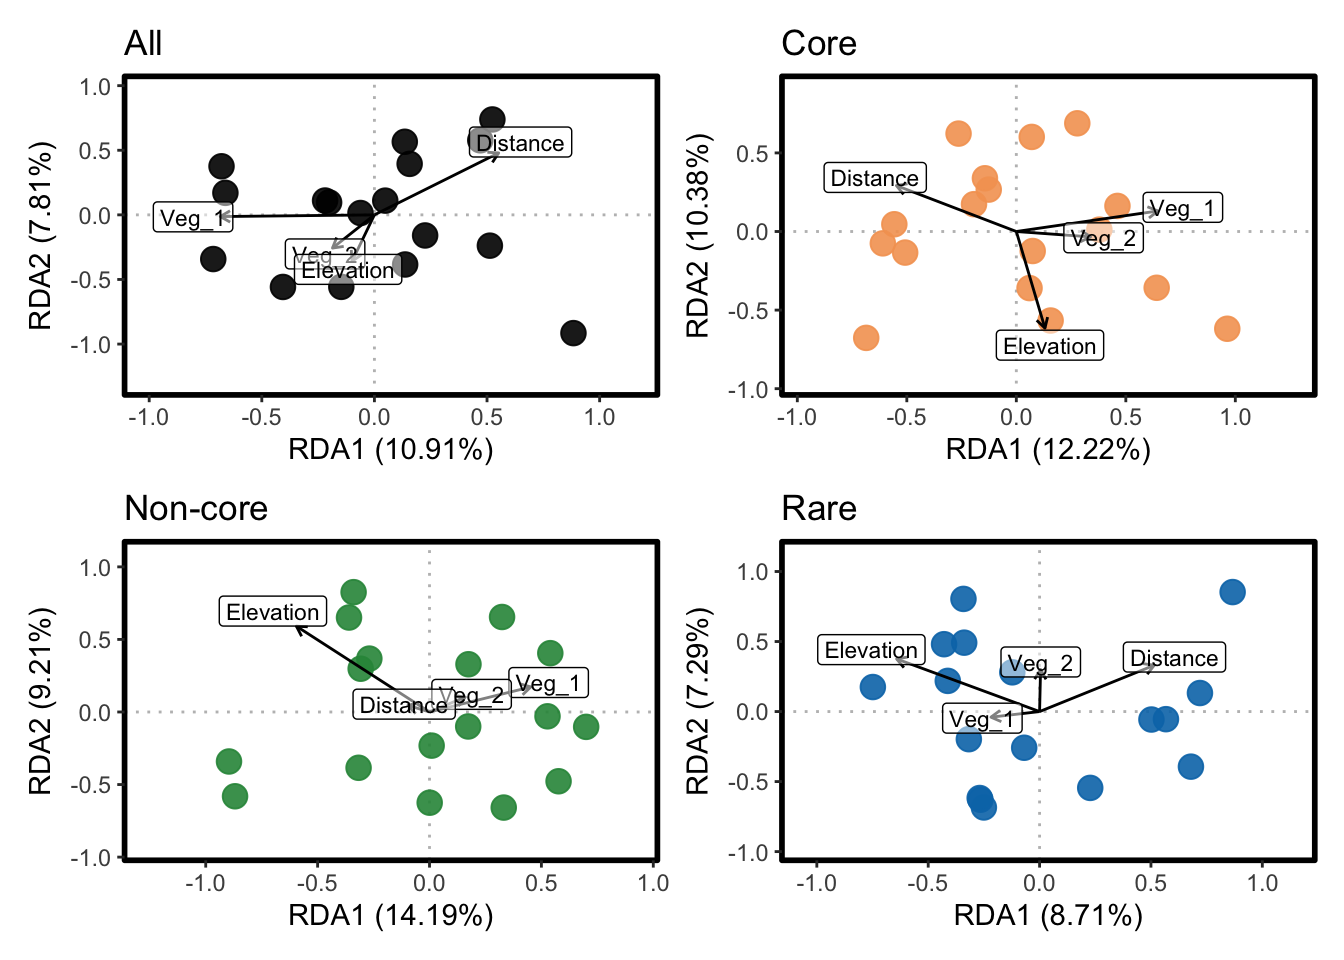 All
Core
1.0
0.5
0.0
-0.5
-1.0
RDA2 (7.81%)
Distance
Veg_1
Veg_2
Elevation
-1.0 -0.5 0.0 0.5 1.0
RDA1 (10.91%)
0.5
0.0
-0.5
-1.0
RDA2 (10.38%)
Distance
Veg_1
Veg_2
Elevation
-1.0 -0.5 0.0 0.5 1.0
RDA1 (12.22%)
Non-core
Rare
1.0
0.5
0.0
-0.5
-1.0
RDA2 (9.21%)
Elevation
Veg_1
Veg_2
Distance
-1.0 -0.5 0.0 0.5 1.0
RDA1 (14.19%)
1.0
0.5
0.0
-0.5
-1.0
RDA2 (7.29%)
Elevation
Veg_2
Distance
Veg_1
-1.0 -0.5 0.0 0.5 1.0
RDA1 (8.71%)